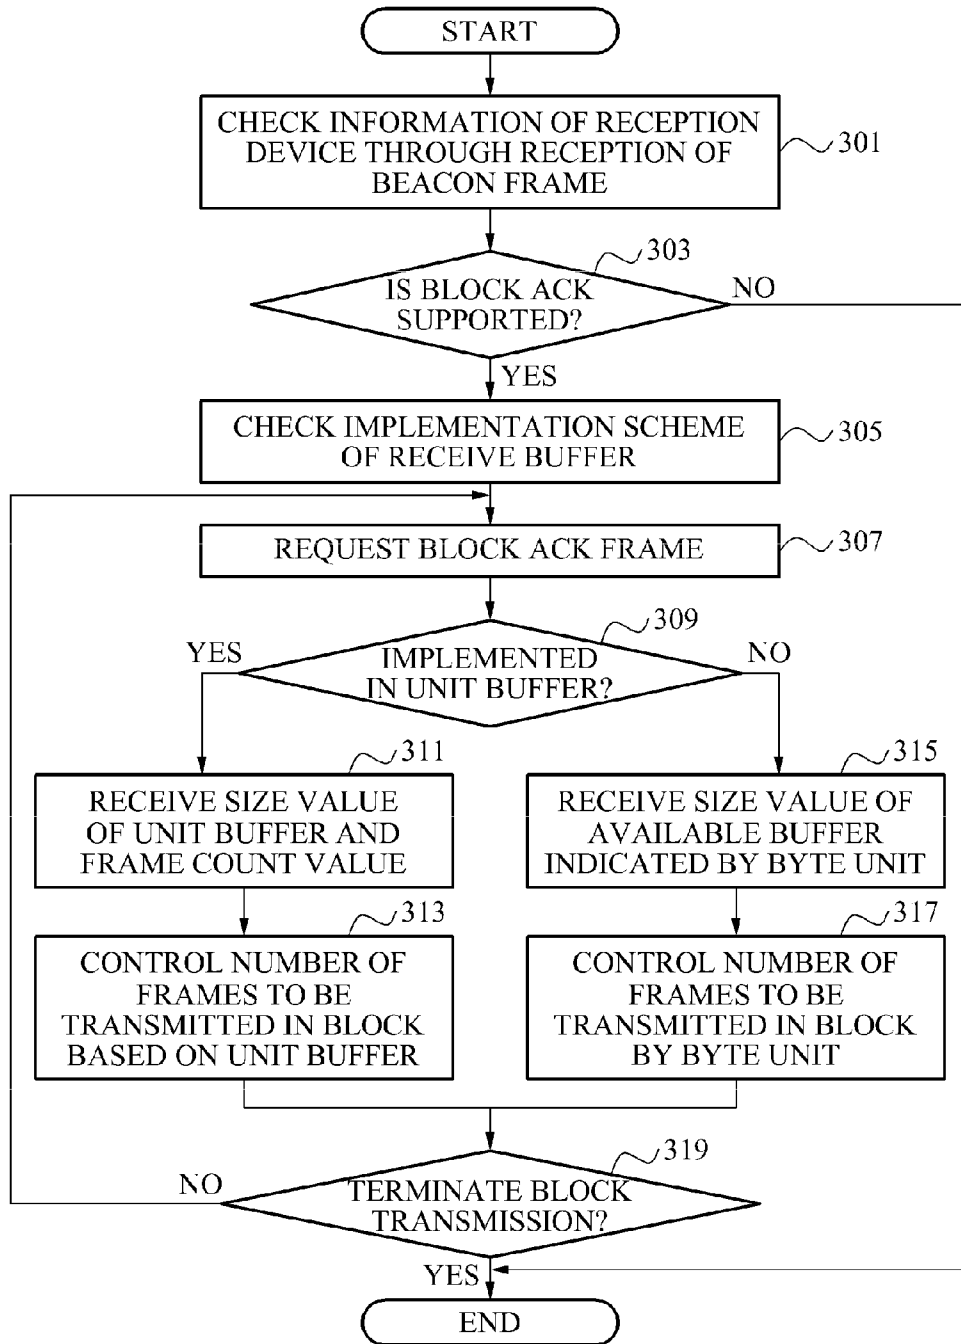 START
CHECK INFORMATION OF RECEPTION
DEVICE THROUGH RECEPTION OF
BEACON FRAME
301
303
IS BLOCK ACK
SUPPORTED?
NO
YES
CHECK IMPLEMENTATION SCHEME
OF RECEIVE BUFFER
305
REQUEST BLOCK ACK FRAME
307
309
YES
IMPLEMENTED
IN UNIT BUFFER?
NO
311
RECEIVE SIZE VALUE
OF UNIT BUFFER AND
FRAME COUNT VALUE
315
RECEIVE SIZE VALUE OF
AVAILABLE BUFFER
INDICATED BY BYTE UNIT
313
CONTROL NUMBER OF
FRAMES TO BE
TRANSMITTED IN BLOCK
BASED ON UNIT BUFFER
317
CONTROL NUMBER OF
FRAMES TO BE
TRANSMITTED IN BLOCK
BY BYTE UNIT
319
NO
TERMINATE BLOCK
TRANSMISSION?
YES
END